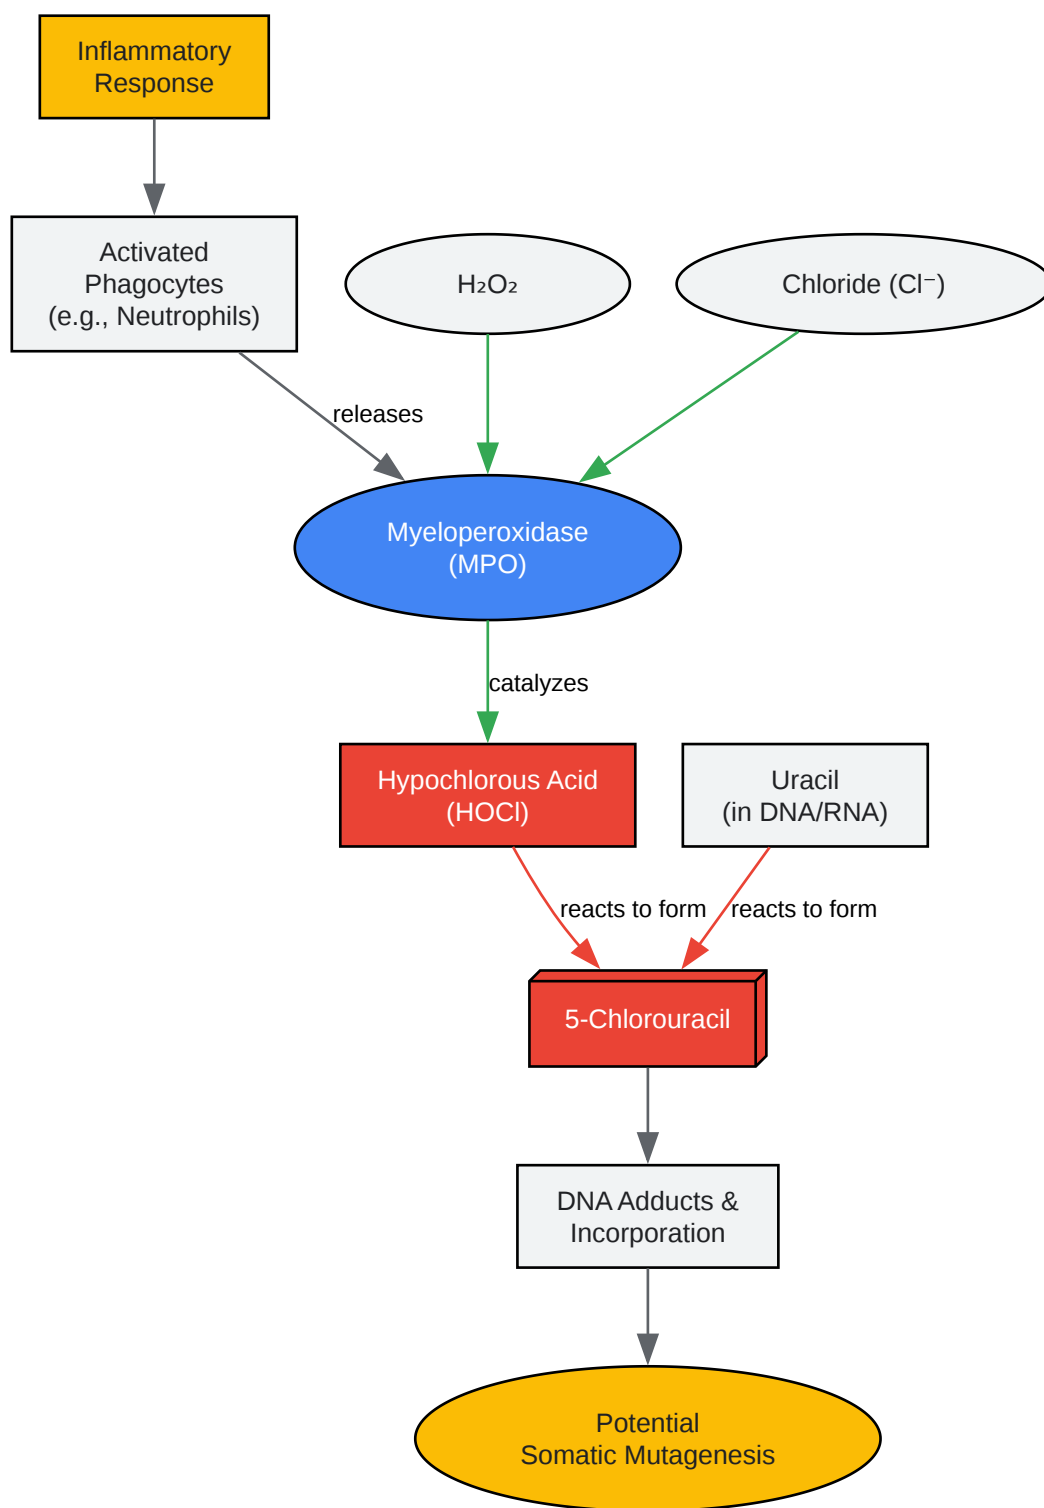 Inflammatory
Response
Activated
Phagocytes
(e.g., Neutrophils)
H₂O₂
Chloride (Cl⁻)
releases
Myeloperoxidase
(MPO)
catalyzes
Hypochlorous Acid
(HOCl)
Uracil
(in DNA/RNA)
reacts to form
reacts to form
5-Chlorouracil
DNA Adducts &
Incorporation
Potential
Somatic Mutagenesis